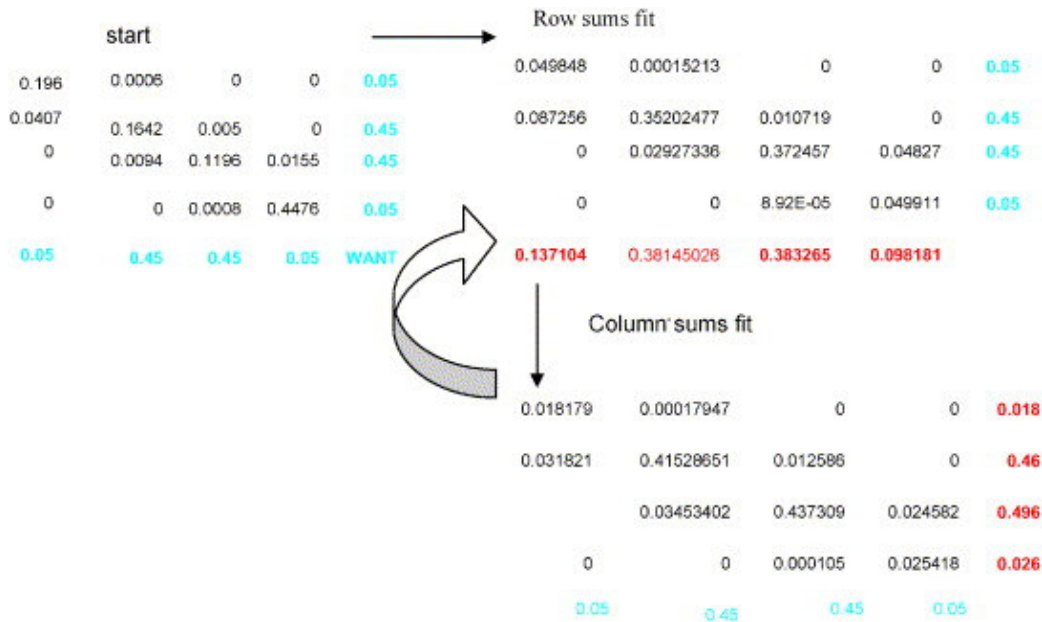 start
Row sums fit
0.196 0.0006 0 0 0.05
0.0407 0.1642 0.005 0 0.45
0 0.0094 0.1196 0.0155 0.45
0 0 0.0008 0.4476 0.05
0.05 0.45 0.45 0.05 WANT
0.049848 0.00015213 0 0 0.05
0.087256 0.35202477 0.010719 0 0.45
0 0.02927336 0.372457 0.04827 0.45
0 0 8.92E-05 0.049911 0.05
0.137104 0.38145026 0.383265 0.098181
Column sums fit
0.018179 0.00017947 0 0 0.018
0.031821 0.41528651 0.012586 0 0.46
0.03453402 0.437309 0.024582 0.496
0 0 0.000105 0.025418 0.026
0.05 0.45 0.45 0.05